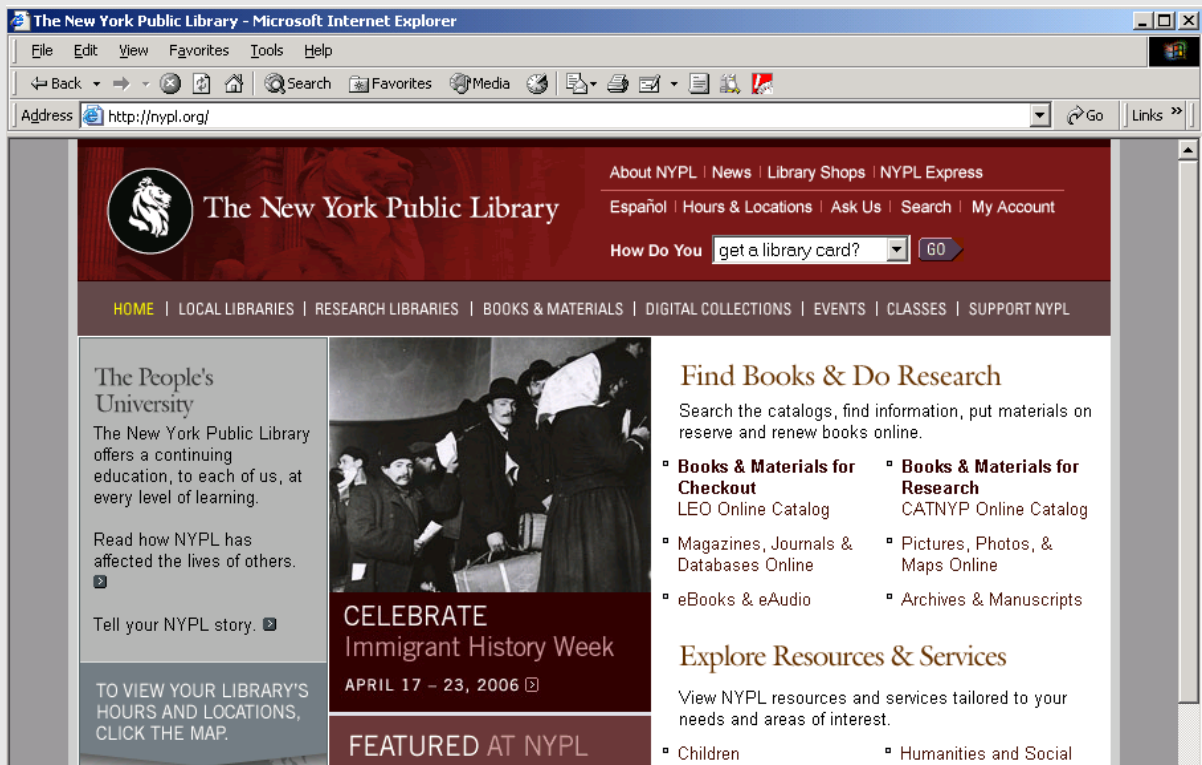 The New York Public Library - Microsoft Internet Explorer
File Edit View Favorites Tools Help
Back Search Favorites Media
Address http://nypl.org/ Go Links »
The New York Public Library
About NYPL | News | Library Shops | NYPL Express
Español | Hours & Locations | Ask Us | Search | My Account
How Do You get a library card? GO
HOME | LOCAL LIBRARIES | RESEARCH LIBRARIES | BOOKS & MATERIALS | DIGITAL COLLECTIONS | EVENTS | CLASSES | SUPPORT NYPL
The People's
University
The New York Public Library
offers a continuing
education, to each of us, at
every level of learning.
Read how NYPL has
affected the lives of others.
Tell your NYPL story.
TO VIEW YOUR LIBRARY'S
HOURS AND LOCATIONS,
CLICK THE MAP.
CELEBRATE
Immigrant History Week
APRIL 17 – 23, 2006
FEATURED AT NYPL
Find Books & Do Research
Search the catalogs, find information, put materials on
reserve and renew books online.
Books & Materials for
Checkout
LEO Online Catalog
Books & Materials for
Research
CATNYP Online Catalog
Magazines, Journals &
Databases Online
Pictures, Photos, &
Maps Online
eBooks & eAudio
Archives & Manuscripts
Explore Resources & Services
View NYPL resources and services tailored to your
needs and areas of interest.
Children
Humanities and Social